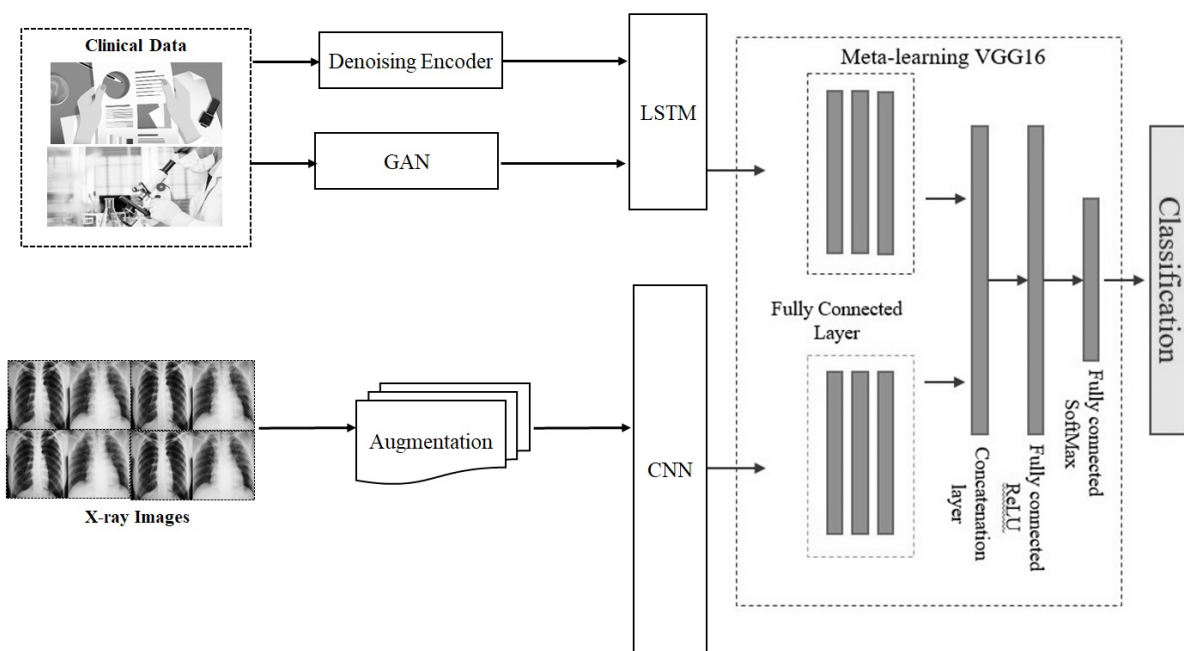 Clinical Data
Denoising Encoder
GAN
LSTM
Meta-learning VGG16
Fully Connected
Layer
X-ray Images
Augmentation
CNN
Concatenation
layer
Fully connected
ReLU
Fully connected
SoftMax
Classification